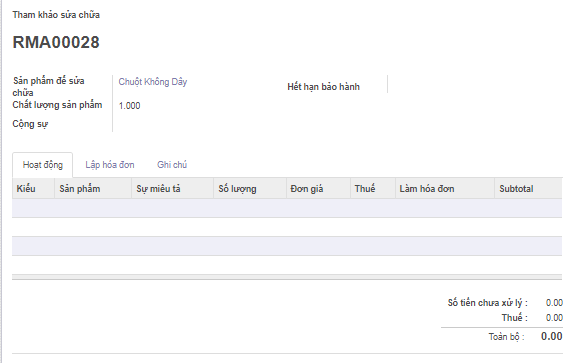 Tham khảo sửa chữa
RMA00028
Sản phẩm để sửa chữa Chuột Không Dây Hết hạn bảo hành
Chất lượng sản phẩm 1.000
Cộng sự
Hoạt động Lập hóa đơn Ghi chú
Kiểu Sản phẩm Sự miêu tả Số lượng Đơn giá Thuế Làm hóa đơn Subtotal
Số tiền chưa xử lý : 0.00
Thuế : 0.00
Toàn bộ : 0.00